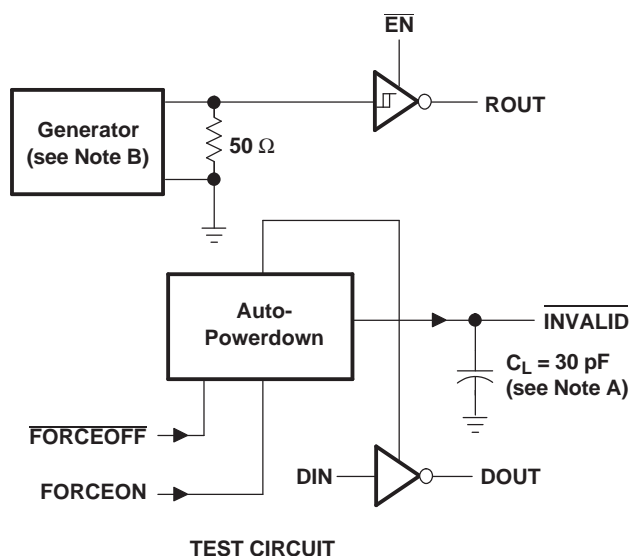 EN
ROUT
Generator
(see Note B)
50 Ω
Auto-
Powerdown
INVALID
CL = 30 pF
(see Note A)
FORCEOFF
FORCEON
DIN
DOUT
TEST CIRCUIT